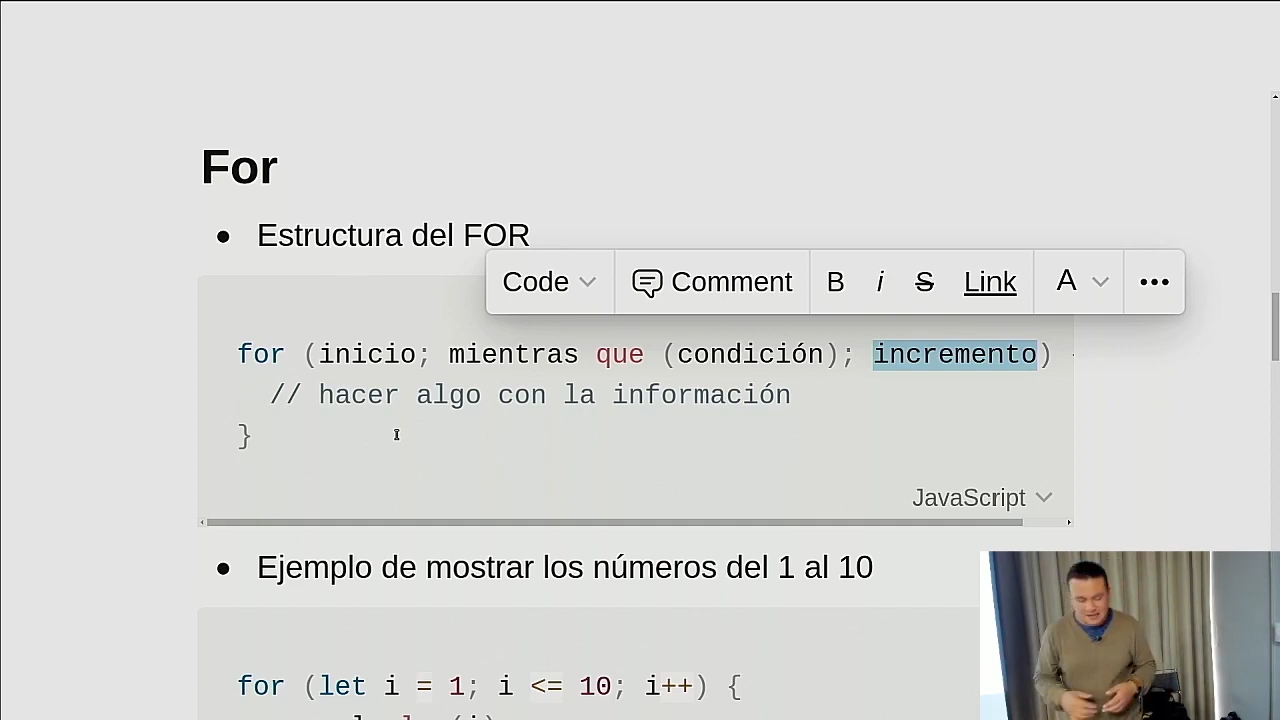 For
Estructura del FOR
Code Comment B i S Link A •••
for (inicio; mientras que (condición); incremento)
// hacer algo con la información
}
JavaScript
Ejemplo de mostrar los números del 1 al 10
for (let i = 1; i <= 10; i++) {